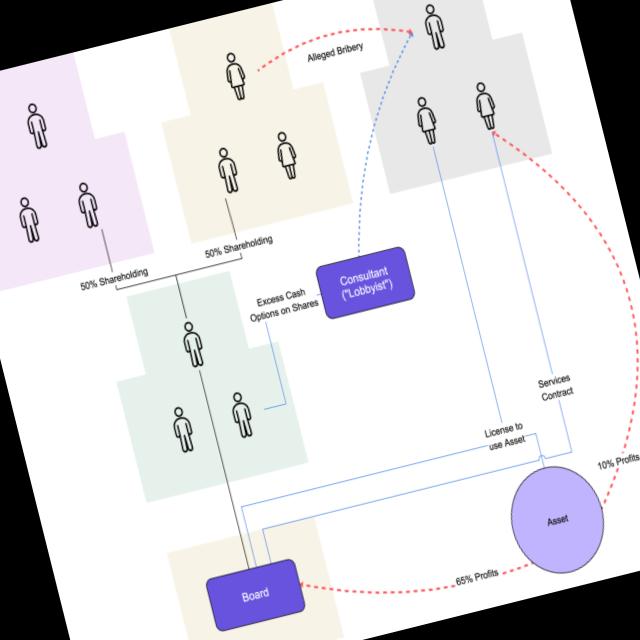 Alleged Bribery
50% Shareholding
50% Shareholding
Consultant
("Lobbyist")
Excess Cash
Options on Shares
Services
Contract
License to
use Asset
10% Profits
Asset
65% Profits
Board